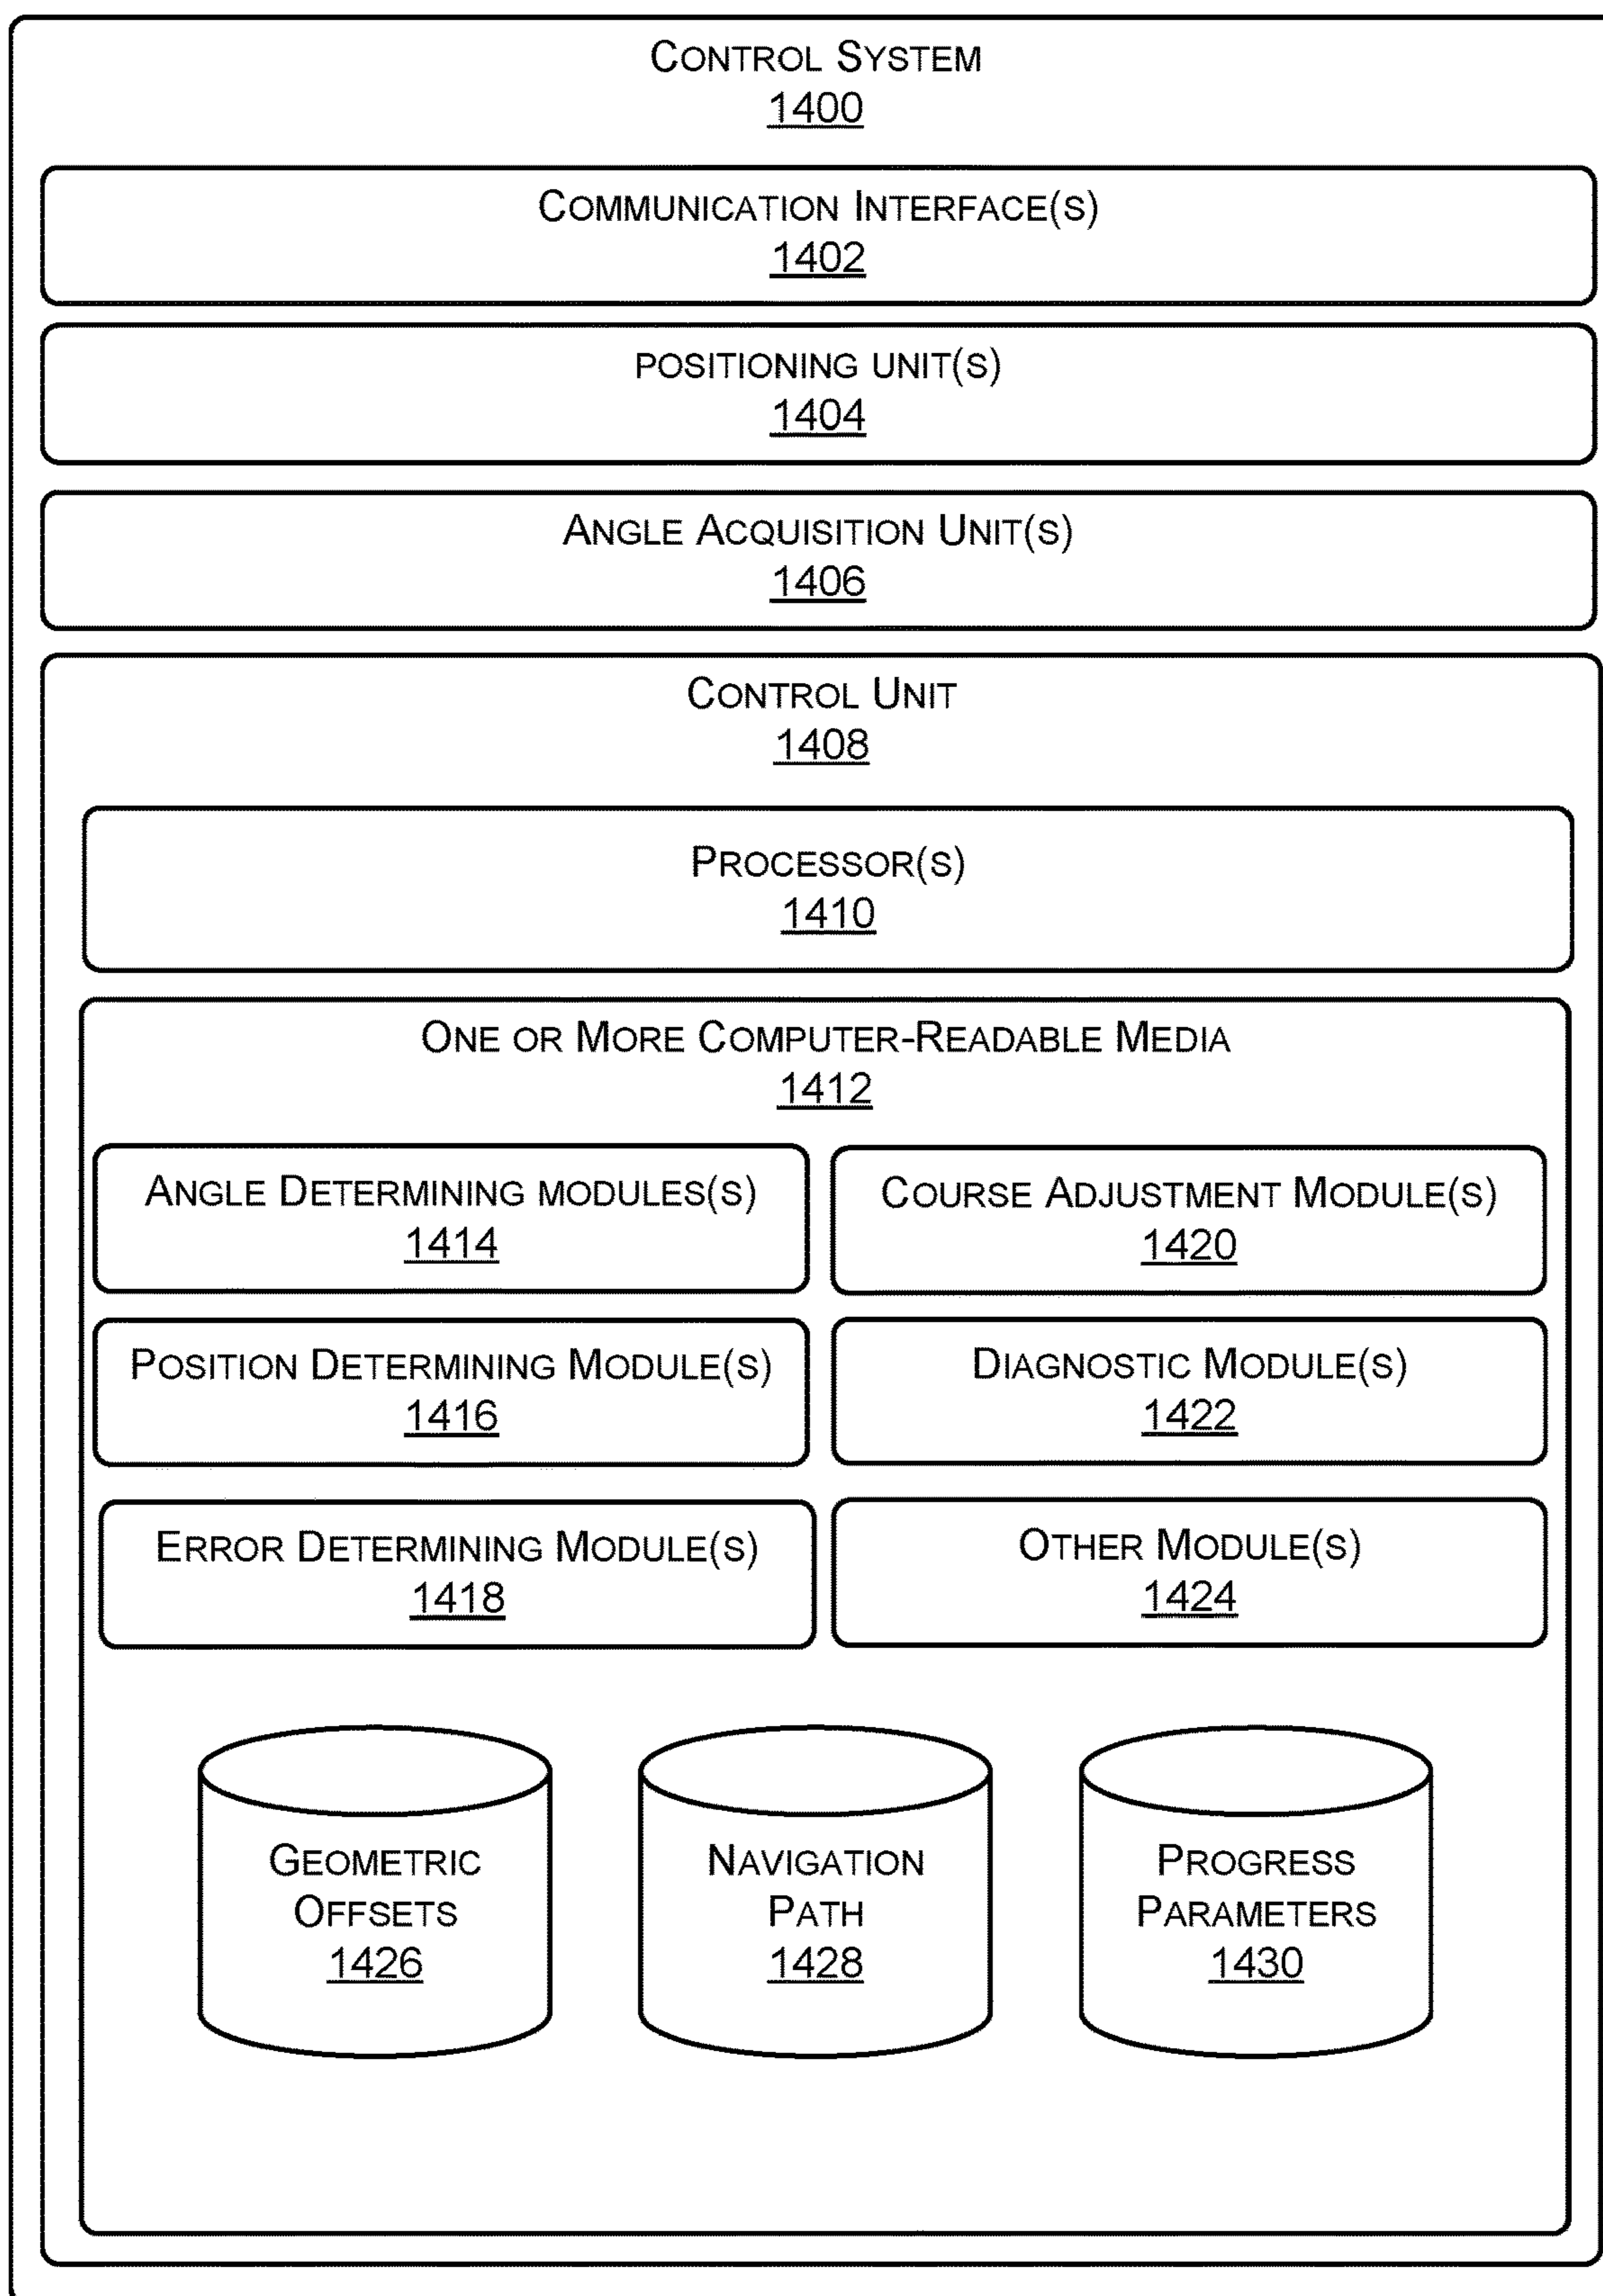 CONTROL SYSTEM
1400
COMMUNICATION INTERFACE(S)
1402
POSITIONING UNIT(S)
1404
ANGLE ACQUISITION UNIT(S)
1406
CONTROL UNIT
1408
PROCESSOR(S)
1410
ONE OR MORE COMPUTER-READABLE MEDIA
1412
ANGLE DETERMINING MODULES(S)
1414
COURSE ADJUSTMENT MODULE(S)
1420
POSITION DETERMINING MODULE(S)
1416
DIAGNOSTIC MODULE(S)
1422
ERROR DETERMINING MODULE(S)
1418
OTHER MODULE(S)
1424
GEOMETRIC
OFFSETS
1426
NAVIGATION
PATH
1428
PROGRESS
PARAMETERS
1430